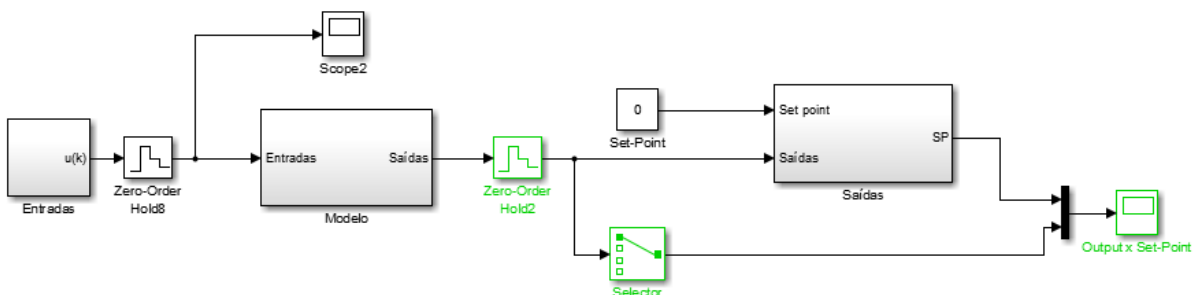 Scope2
u(k)
Entradas
Zero-Order
Hold8
Entradas
Saídas
Modelo
Zero-Order
Hold2
0
Set-Point
Set point
Saídas
SP
Saídas
Output x Set-Point
Selector